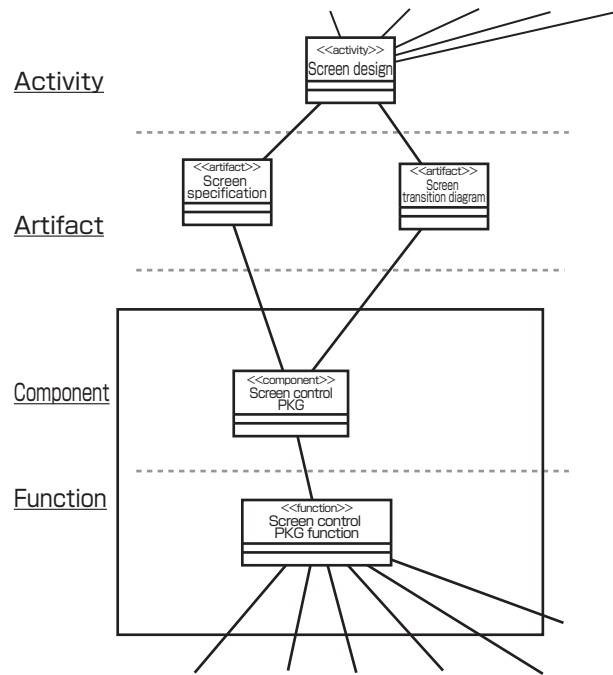 <<activity>>
Screen design
Activity
<<artifact>>
Screen
specification
<<artifact>>
Screen
transition diagram
Artifact
<<component>>
Screen control
PKG
Component
<<function>>
Screen control
PKG function
Function